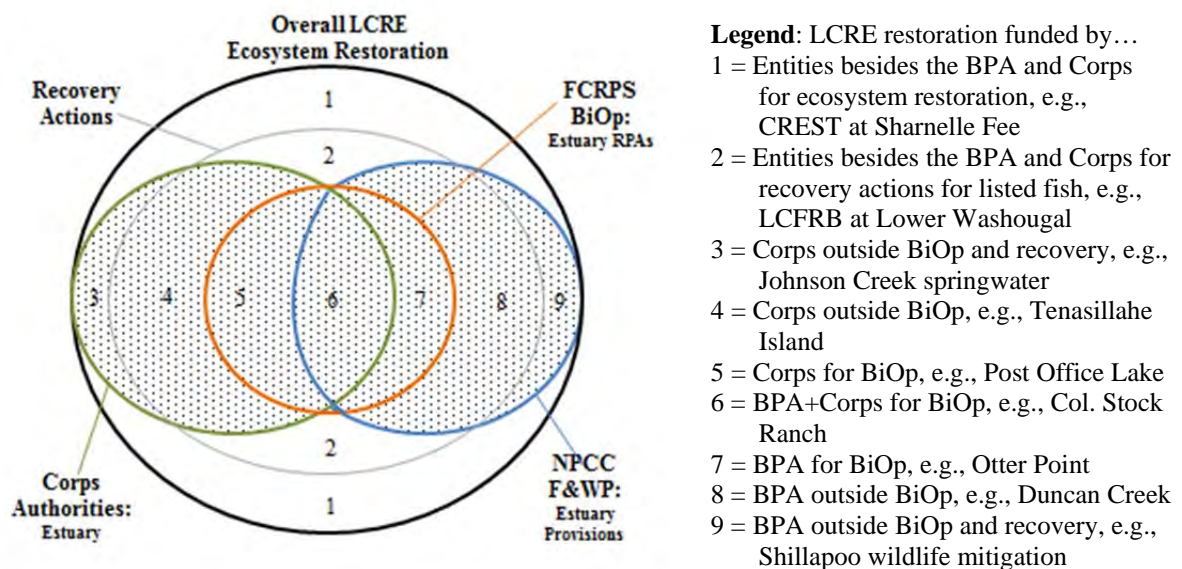 Overall LCRE
Ecosystem Restoration
Recovery
Actions
FCRPS
BiOp:
Estuary RPAs
1
2
3
4
5
6
7
8
9
2
1
Corps
Authorities:
Estuary
NPCC
F&WP:
Estuary
Provisions
Legend: LCRE restoration funded by…
1 = Entities besides the BPA and Corps
for ecosystem restoration, e.g.,
CREST at Sharnelle Fee
2 = Entities besides the BPA and Corps for
recovery actions for listed fish, e.g.,
LCFRB at Lower Washougal
3 = Corps outside BiOp and recovery, e.g.,
Johnson Creek springwater
4 = Corps outside BiOp, e.g., Tenasillahe
Island
5 = Corps for BiOp, e.g., Post Office Lake
6 = BPA+Corps for BiOp, e.g., Col. Stock
Ranch
7 = BPA for BiOp, e.g., Otter Point
8 = BPA outside BiOp, e.g., Duncan Creek
9 = BPA outside BiOp and recovery, e.g.,
Shillapoo wildlife mitigation